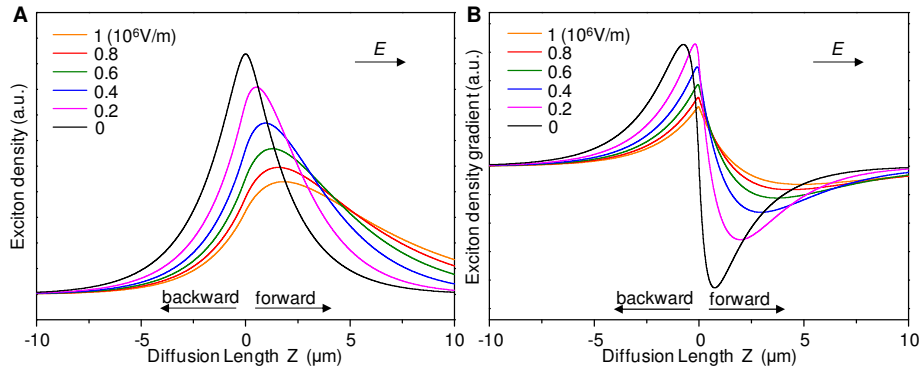 A
1 (10⁶V/m)
0.8
0.6
0.4
0.2
0
E
Exciton density (a.u.)
backward forward
-10 -5 0 5 10
Diffusion Length Z (µm)
B
1 (10⁶V/m)
0.8
0.6
0.4
0.2
0
E
Exciton density gradient (a.u.)
backward forward
-10 -5 0 5 10
Diffusion Length Z (µm)